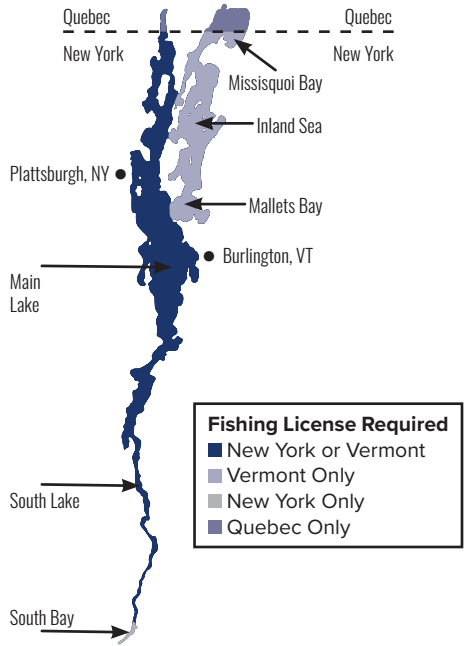 Quebec
Quebec
New York
New York
Missisquoi Bay
Inland Sea
Plattsburgh, NY
Mallets Bay
Burlington, VT
Main
Lake
Fishing License Required
New York or Vermont
Vermont Only
New York Only
Quebec Only
South Lake
South Bay